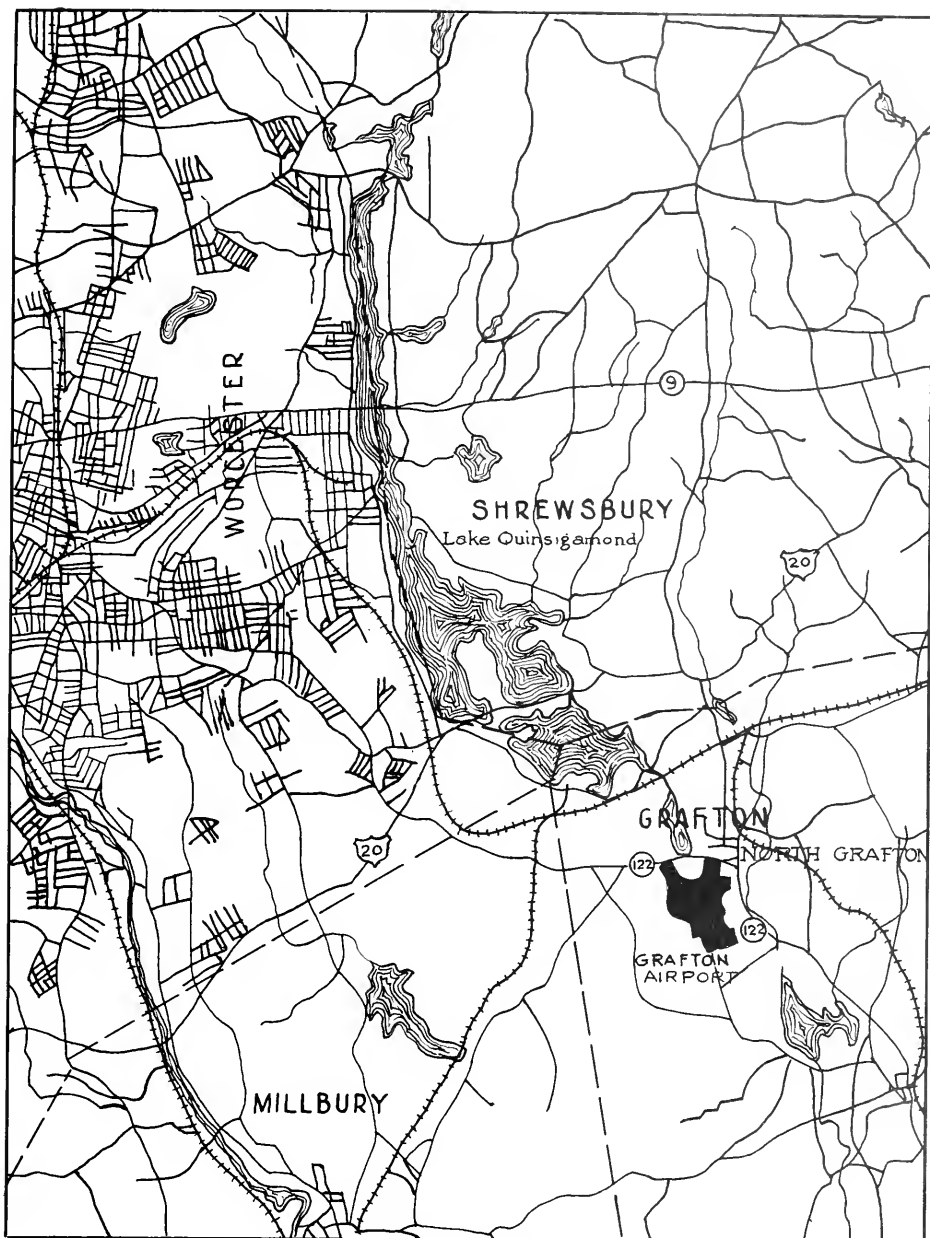 WORCESTER
9
SHREWSBURY
Lake Quinsigamond
20
GRAFTON
NORTH GRAFTON
20
122
122
GRAFTON
AIRPORT
MILLBURY